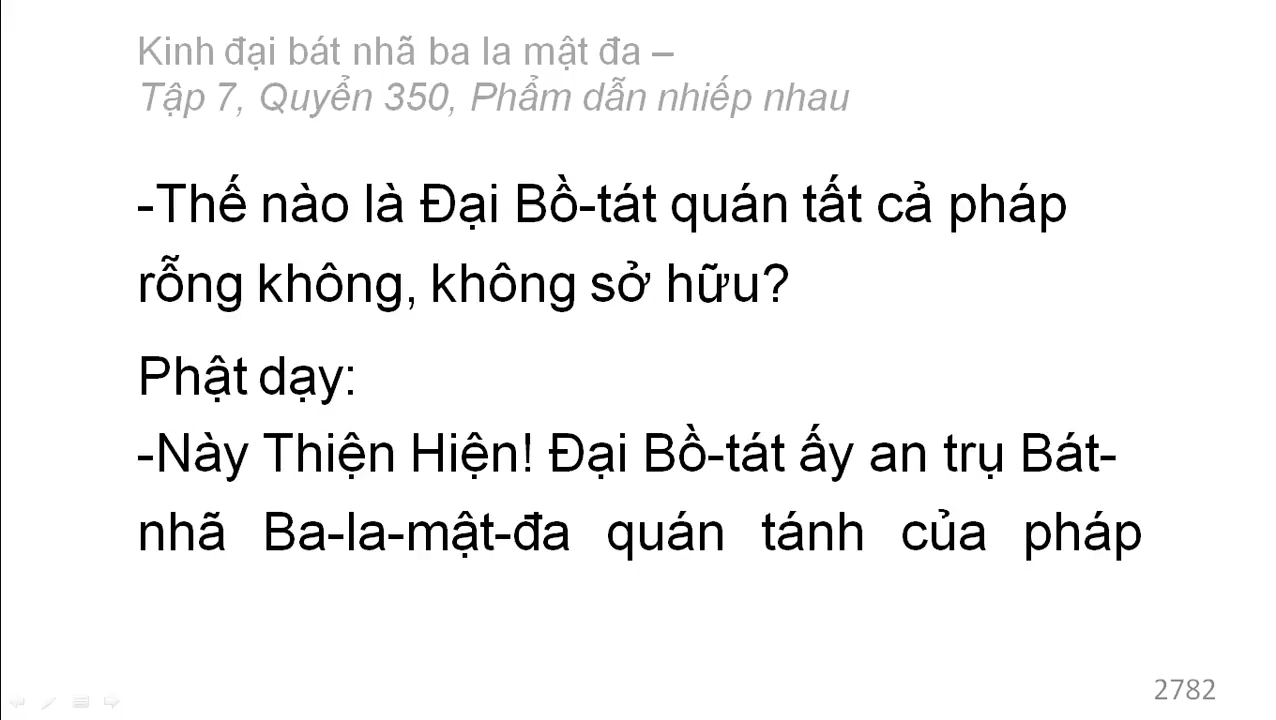 Kinh đại bát nhã ba la mật đa –
Tập 7, Quyển 350, Phẩm dẫn nhiếp nhau
-Thế nào là Đại Bồ-tát quán tất cả pháp
rỗng không, không sở hữu?
Phật dạy:
-Này Thiện Hiện! Đại Bồ-tát ấy an trụ Bát-
nhã Ba-la-mật-đa quán tánh của pháp
2782